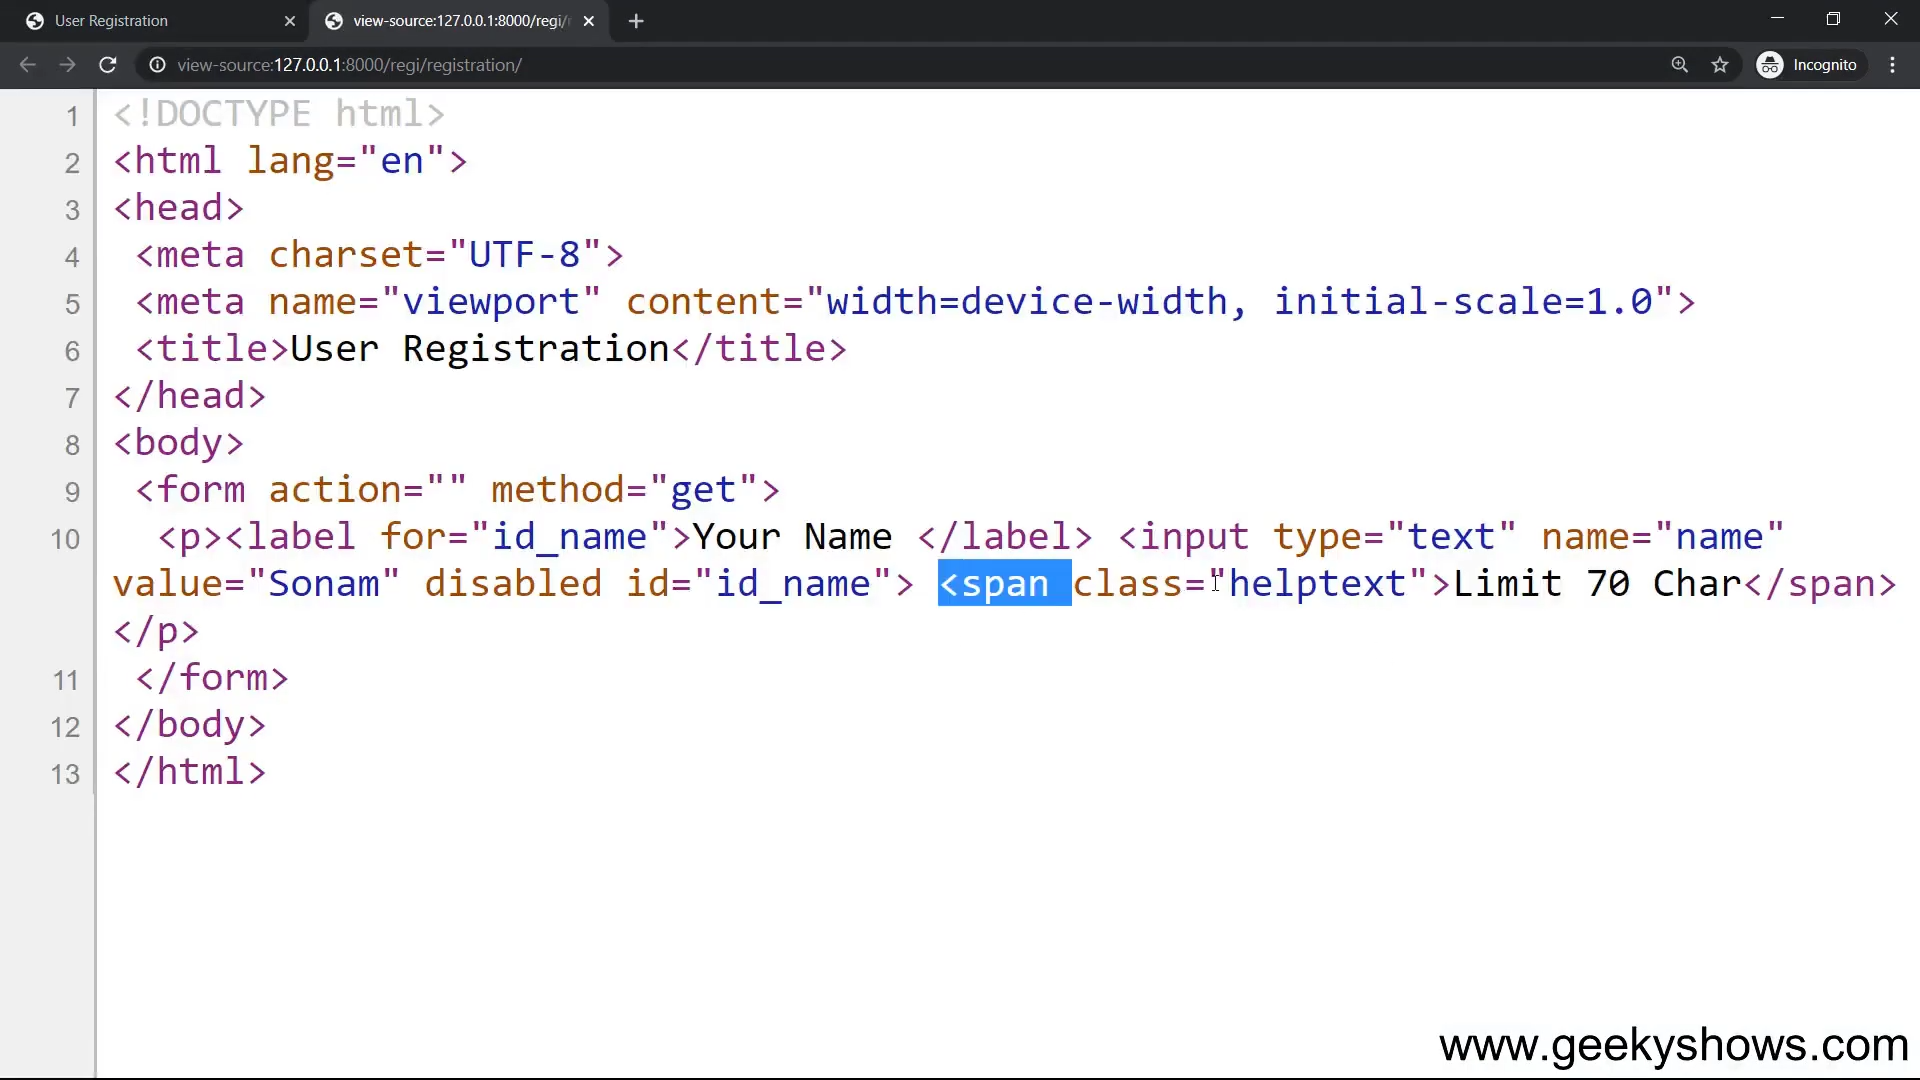 User Registration
view-source:127.0.0.1:8000/regi/r
view-source:127.0.0.1:8000/regi/registration/
Incognito
1 <!DOCTYPE html>
2 <html lang="en">
3 <head>
4 <meta charset="UTF-8">
5 <meta name="viewport" content="width=device-width, initial-scale=1.0">
6 <title>User Registration</title>
7 </head>
8 <body>
9 <form action="" method="get">
10 <p><label for="id_name">Your Name </label> <input type="text" name="name"
value="Sonam" disabled id="id_name"> <span class="helptext">Limit 70 Char</span>
</p>
11 </form>
12 </body>
13 </html>
www.geekyshows.com